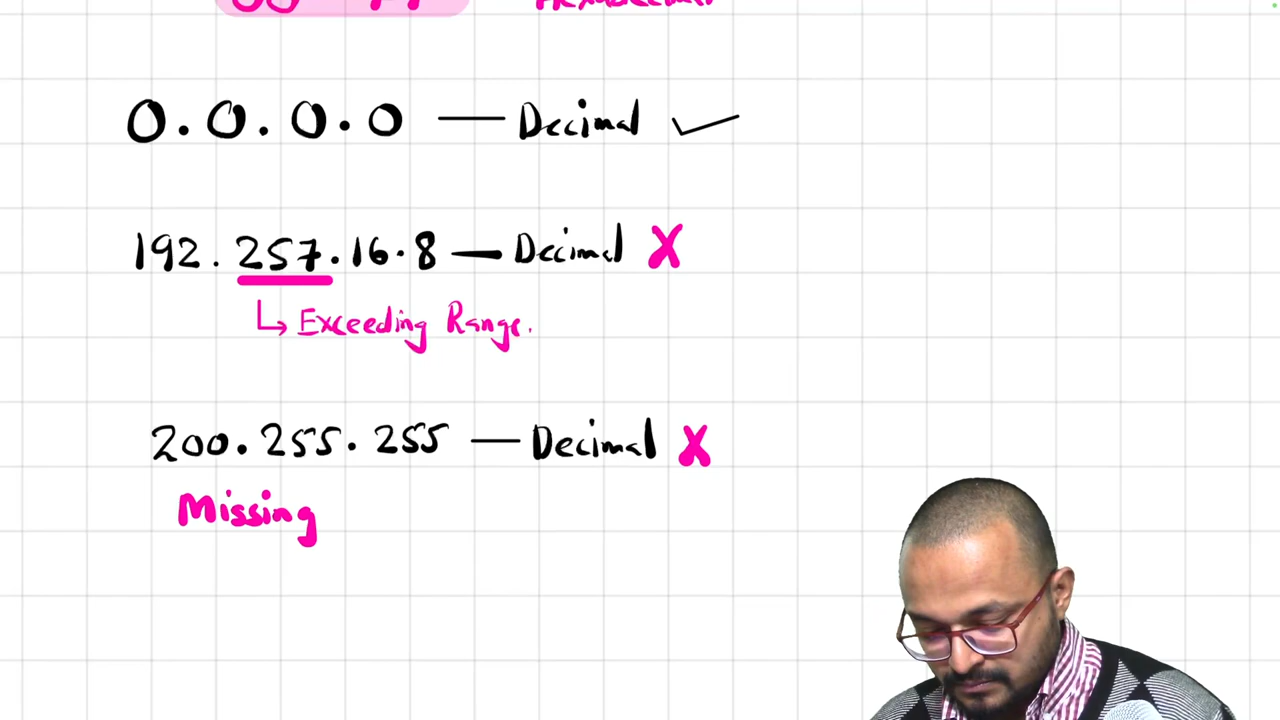 0.0.0.0 — Decimal ✓
192.257.16.8 — Decimal X
↳ Exceeding Range.
200.255.255 — Decimal X
Missing